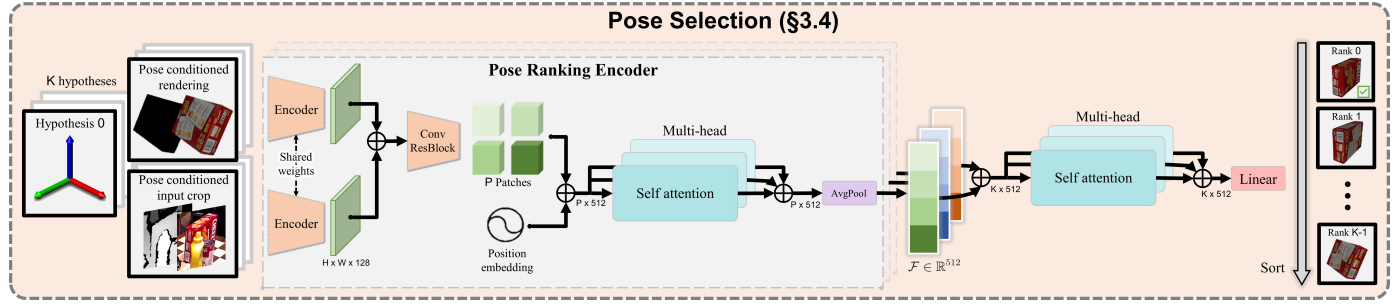 Pose Selection (§3.4)
K hypotheses
Hypothesis 0
Pose conditioned
rendering
Pose conditioned
input crop
Pose Ranking Encoder
Encoder
Shared
weights
Encoder
H x W x 128
Conv
ResBlock
P Patches
Position
embedding
P x 512
Multi-head
Self attention
P x 512
AvgPool
F ∈ ℝ⁵¹²
K x 512
Multi-head
Self attention
K x 512
Linear
Sort
Rank 0
Rank 1
Rank K-1